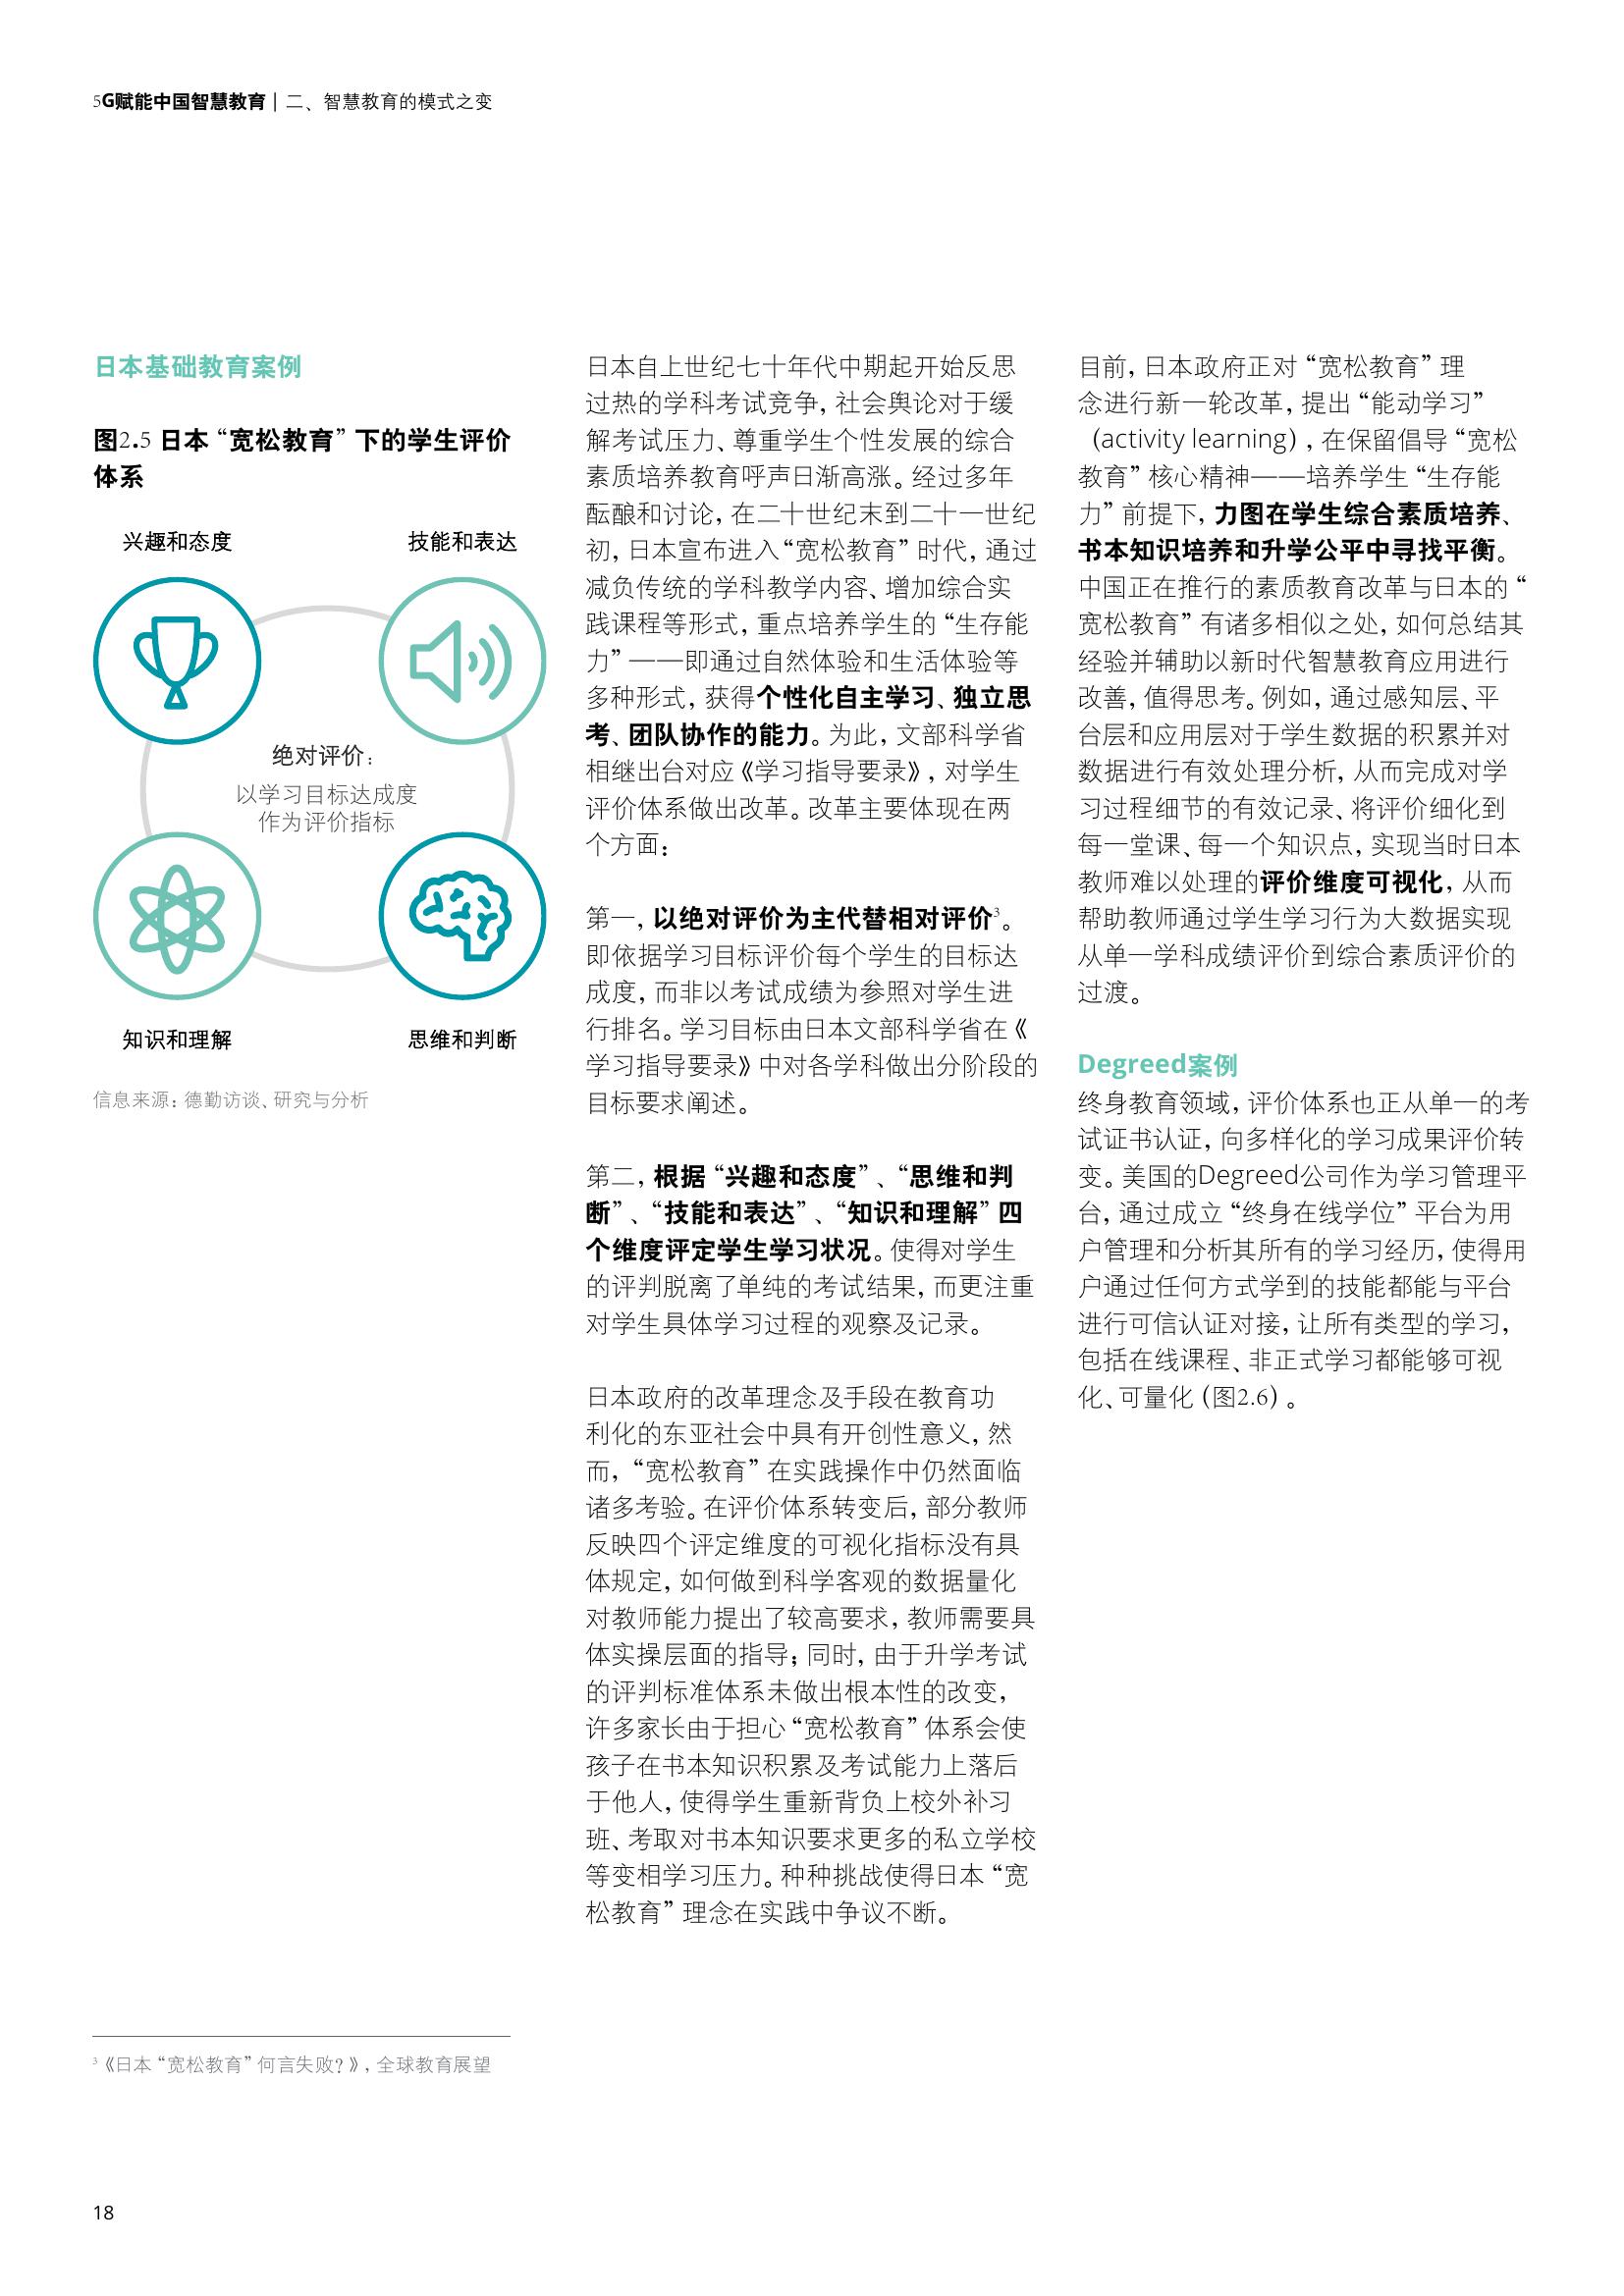 5G赋能中国智慧教育 | 二、智慧教育的模式之变
日本基础教育案例
图2.5 日本“宽松教育”下的学生评价
体系
兴趣和态度
技能和表达
绝对评价：
以学习目标达成度
作为评价指标
知识和理解
思维和判断
信息来源：德勤访谈、研究与分析
日本自上世纪七十年代中期起开始反思
过热的学科考试竞争，社会舆论对于缓
解考试压力、尊重学生个性发展的综合
素质培养教育呼声日渐高涨。经过多年
酝酿和讨论，在二十世纪末到二十一世纪
初，日本宣布进入“宽松教育”时代，通过
减负传统的学科教学内容、增加综合实
践课程等形式，重点培养学生的“生存能
力”——即通过自然体验和生活体验等
多种形式，获得个性化自主学习、独立思
考、团队协作的能力。为此，文部科学省
相继出台对应《学习指导要录》，对学生
评价体系做出改革。改革主要体现在两
个方面：
第一，以绝对评价为主代替相对评价3。
即依据学习目标评价每个学生的目标达
成度，而非以考试成绩为参照对学生进
行排名。学习目标由日本文部科学省在《
学习指导要录》中对各学科做出分阶段的
目标要求阐述。
第二，根据“兴趣和态度”、“思维和判
断”、“技能和表达”、“知识和理解”四
个维度评定学生学习状况。使得对学生
的评判脱离了单纯的考试结果，而更注重
对学生具体学习过程的观察及记录。
日本政府的改革理念及手段在教育功
利化的东亚社会中具有开创性意义，然
而，“宽松教育”在实践操作中仍然面临
诸多考验。在评价体系转变后，部分教师
反映四个评定维度的可视化指标没有具
体规定，如何做到科学客观的数据量化
对教师能力提出了较高要求，教师需要具
体实操层面的指导；同时，由于升学考试
的评判标准体系未做出根本性的改变，
许多家长由于担心“宽松教育”体系会使
孩子在书本知识积累及考试能力上落后
于他人，使得学生重新背负上校外补习
班、考取对书本知识要求更多的私立学校
等变相学习压力。种种挑战使得日本“宽
松教育”理念在实践中争议不断。
目前，日本政府正对“宽松教育”理
念进行新一轮改革，提出“能动学习”
（activity learning），在保留倡导“宽松
教育”核心精神——培养学生“生存能
力”前提下，力图在学生综合素质培养、
书本知识培养和升学公平中寻找平衡。
中国正在推行的素质教育改革与日本的“
宽松教育”有诸多相似之处，如何总结其
经验并辅助以新时代智慧教育应用进行
改善，值得思考。例如，通过感知层、平
台层和应用层对于学生数据的积累并对
数据进行有效处理分析，从而完成对学
习过程细节的有效记录、将评价细化到
每一堂课、每一个知识点，实现当时日本
教师难以处理的评价维度可视化，从而
帮助教师通过学生学习行为大数据实现
从单一学科成绩评价到综合素质评价的
过渡。
Degreed案例
终身教育领域，评价体系也正从单一的考
试证书认证，向多样化的学习成果评价转
变。美国的Degreed公司作为学习管理平
台，通过成立“终身在线学位”平台为用
户管理和分析其所有的学习经历，使得用
户通过任何方式学到的技能都能与平台
进行可信认证对接，让所有类型的学习，
包括在线课程、非正式学习都能够可视
化、可量化（图2.6）。
3《日本“宽松教育”何言失败？》，全球教育展望
18